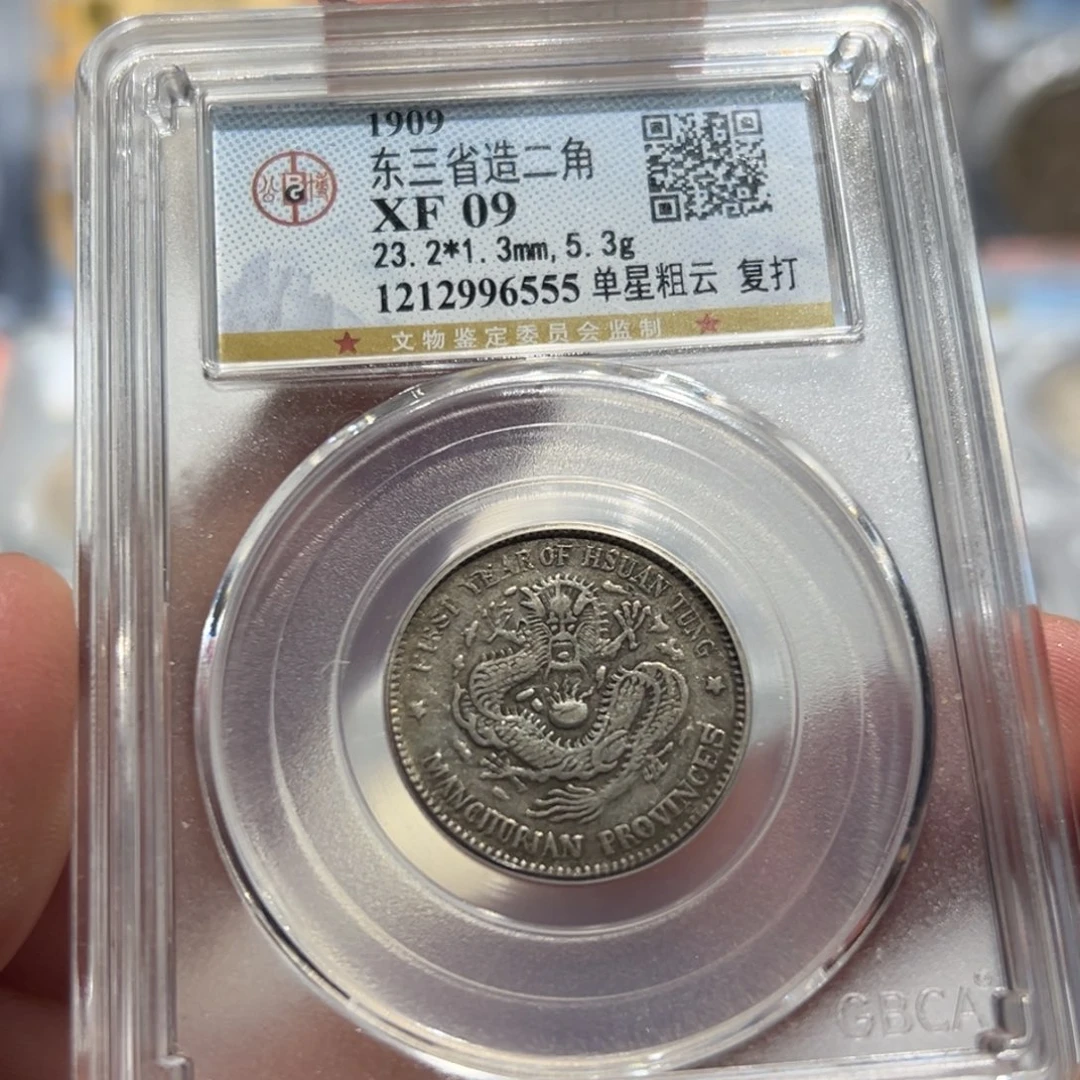 1909
公 G 博
东三省造二角
XF 09
23.2*1.3mm,5.3g
1212996555 单星粗云 复打
★ 文物鉴定委员会监制 ★
FIRST YEAR OF HSUAN TUNG
MANCHURIAN PROVINCES
GBCA